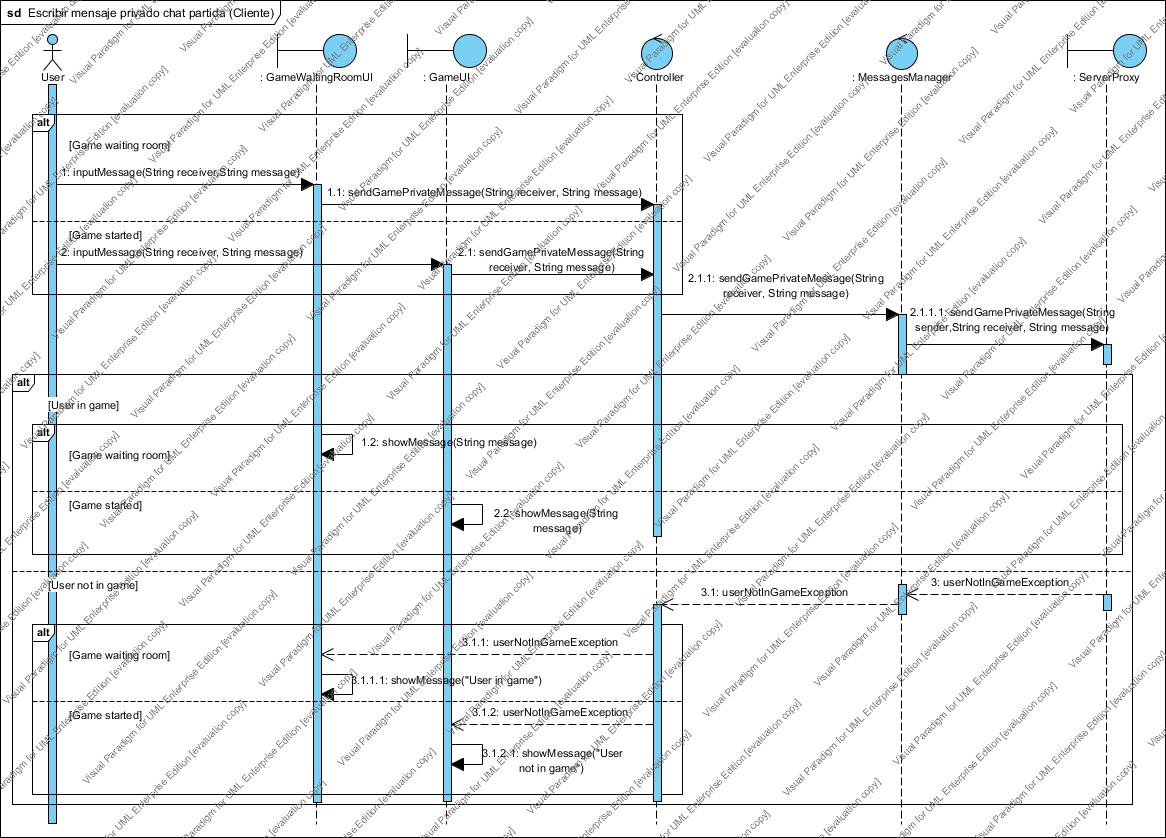 sd Escribir mensaje privado chat partida (Cliente)
User
: GameWaitingRoomUI
: GameUI
: Controller
: MessagesManager
: ServerProxy
alt
[Game waiting room]
1: inputMessage(String receiver,String message)
1.1: sendGamePrivateMessage(String receiver, String message)
[Game started]
2: inputMessage(String receiver, String message)
2.1: sendGamePrivateMessage(String
receiver, String message)
2.1.1: sendGamePrivateMessage(String
receiver, String message)
2.1.1.1: sendGamePrivateMessage(String
sender,String receiver, String message)
alt
[User in game]
alt
[Game waiting room]
1.2: showMessage(String message)
[Game started]
2.2: showMessage(String
message)
[User not in game]
3: userNotInGameException
3.1: userNotInGameException
alt
[Game waiting room]
3.1.1: userNotInGameException
3.1.1.1: showMessage("User in game")
[Game started]
3.1.2: userNotInGameException
3.1.2.1: showMessage("User
not in game")
Visual Paradigm for UML Enterprise Edition [evaluation copy]